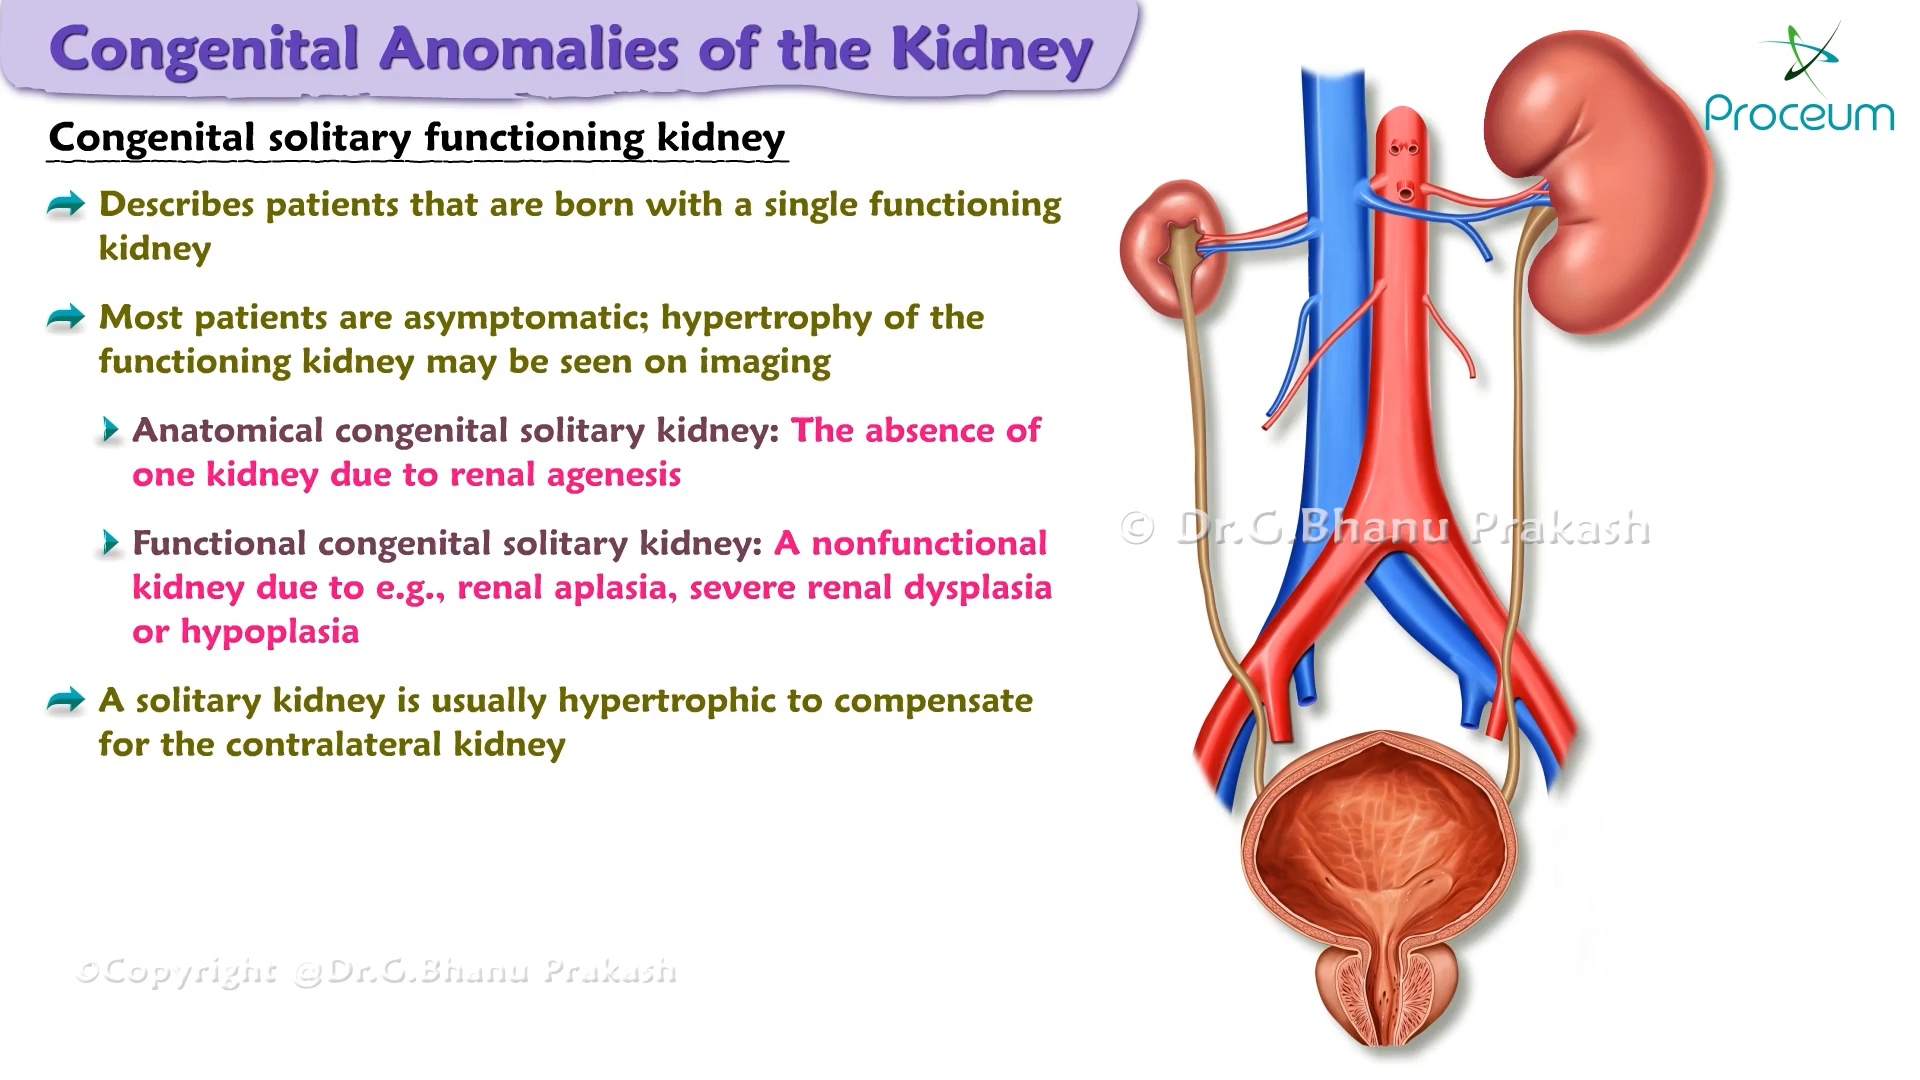 Congenital Anomalies of the Kidney
Proceum
Congenital solitary functioning kidney
Describes patients that are born with a single functioning
kidney
Most patients are asymptomatic; hypertrophy of the
functioning kidney may be seen on imaging
Anatomical congenital solitary kidney: The absence of
one kidney due to renal agenesis
Functional congenital solitary kidney: A nonfunctional
kidney due to e.g., renal aplasia, severe renal dysplasia
or hypoplasia
A solitary kidney is usually hypertrophic to compensate
for the contralateral kidney
© Dr.G.Bhanu Prakash
©Copyright @Dr.G.Bhanu Prakash